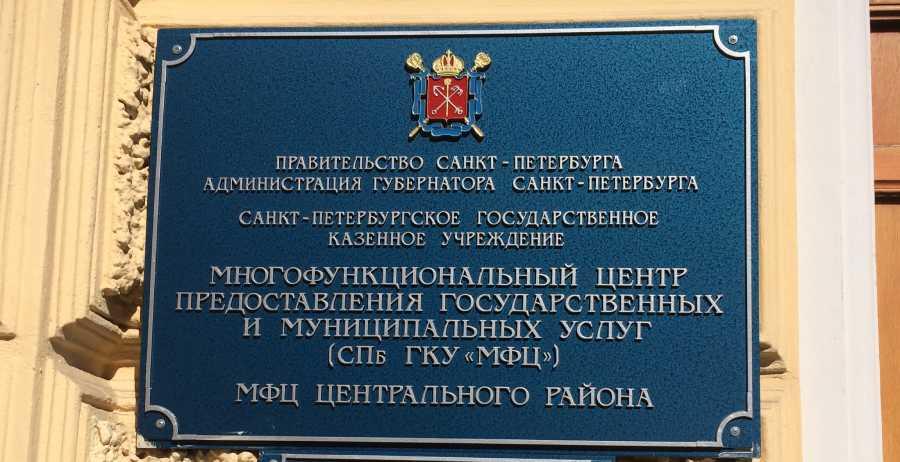 ПРАВИТЕЛЬСТВО САНКТ-ПЕТЕРБУРГА
АДМИНИСТРАЦИЯ ГУБЕРНАТОРА САНКТ-ПЕТЕРБУРГА
САНКТ-ПЕТЕРБУРГСКОЕ ГОСУДАРСТВЕННОЕ
КАЗЕННОЕ УЧРЕЖДЕНИЕ
МНОГОФУНКЦИОНАЛЬНЫЙ ЦЕНТР
ПРЕДОСТАВЛЕНИЯ ГОСУДАРСТВЕННЫХ
И МУНИЦИПАЛЬНЫХ УСЛУГ
(СПб ГКУ «МФЦ»)
МФЦ ЦЕНТРАЛЬНОГО РАЙОНА